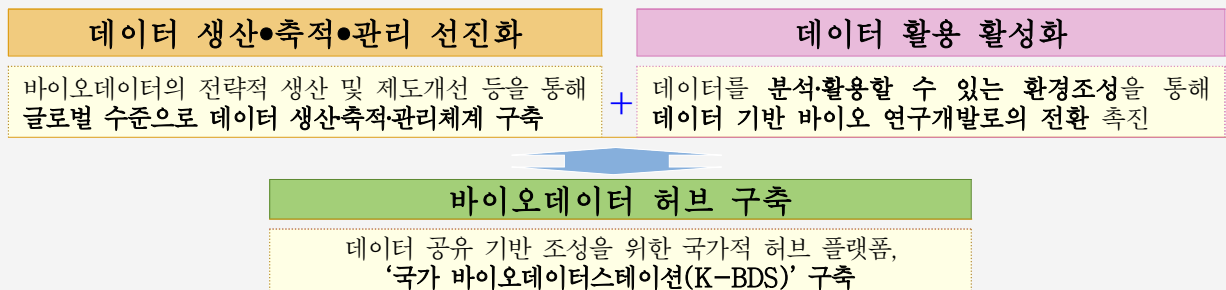 데이터 생산•축적•관리 선진화
바이오데이터의 전략적 생산 및 제도개선 등을 통해
글로벌 수준으로 데이터 생산·축적·관리체계 구축
+
데이터 활용 활성화
데이터를 분석·활용할 수 있는 환경조성을 통해
데이터 기반 바이오 연구개발로의 전환 촉진
바이오데이터 허브 구축
데이터 공유 기반 조성을 위한 국가적 허브 플랫폼,
‘국가 바이오데이터스테이션(K-BDS)’ 구축